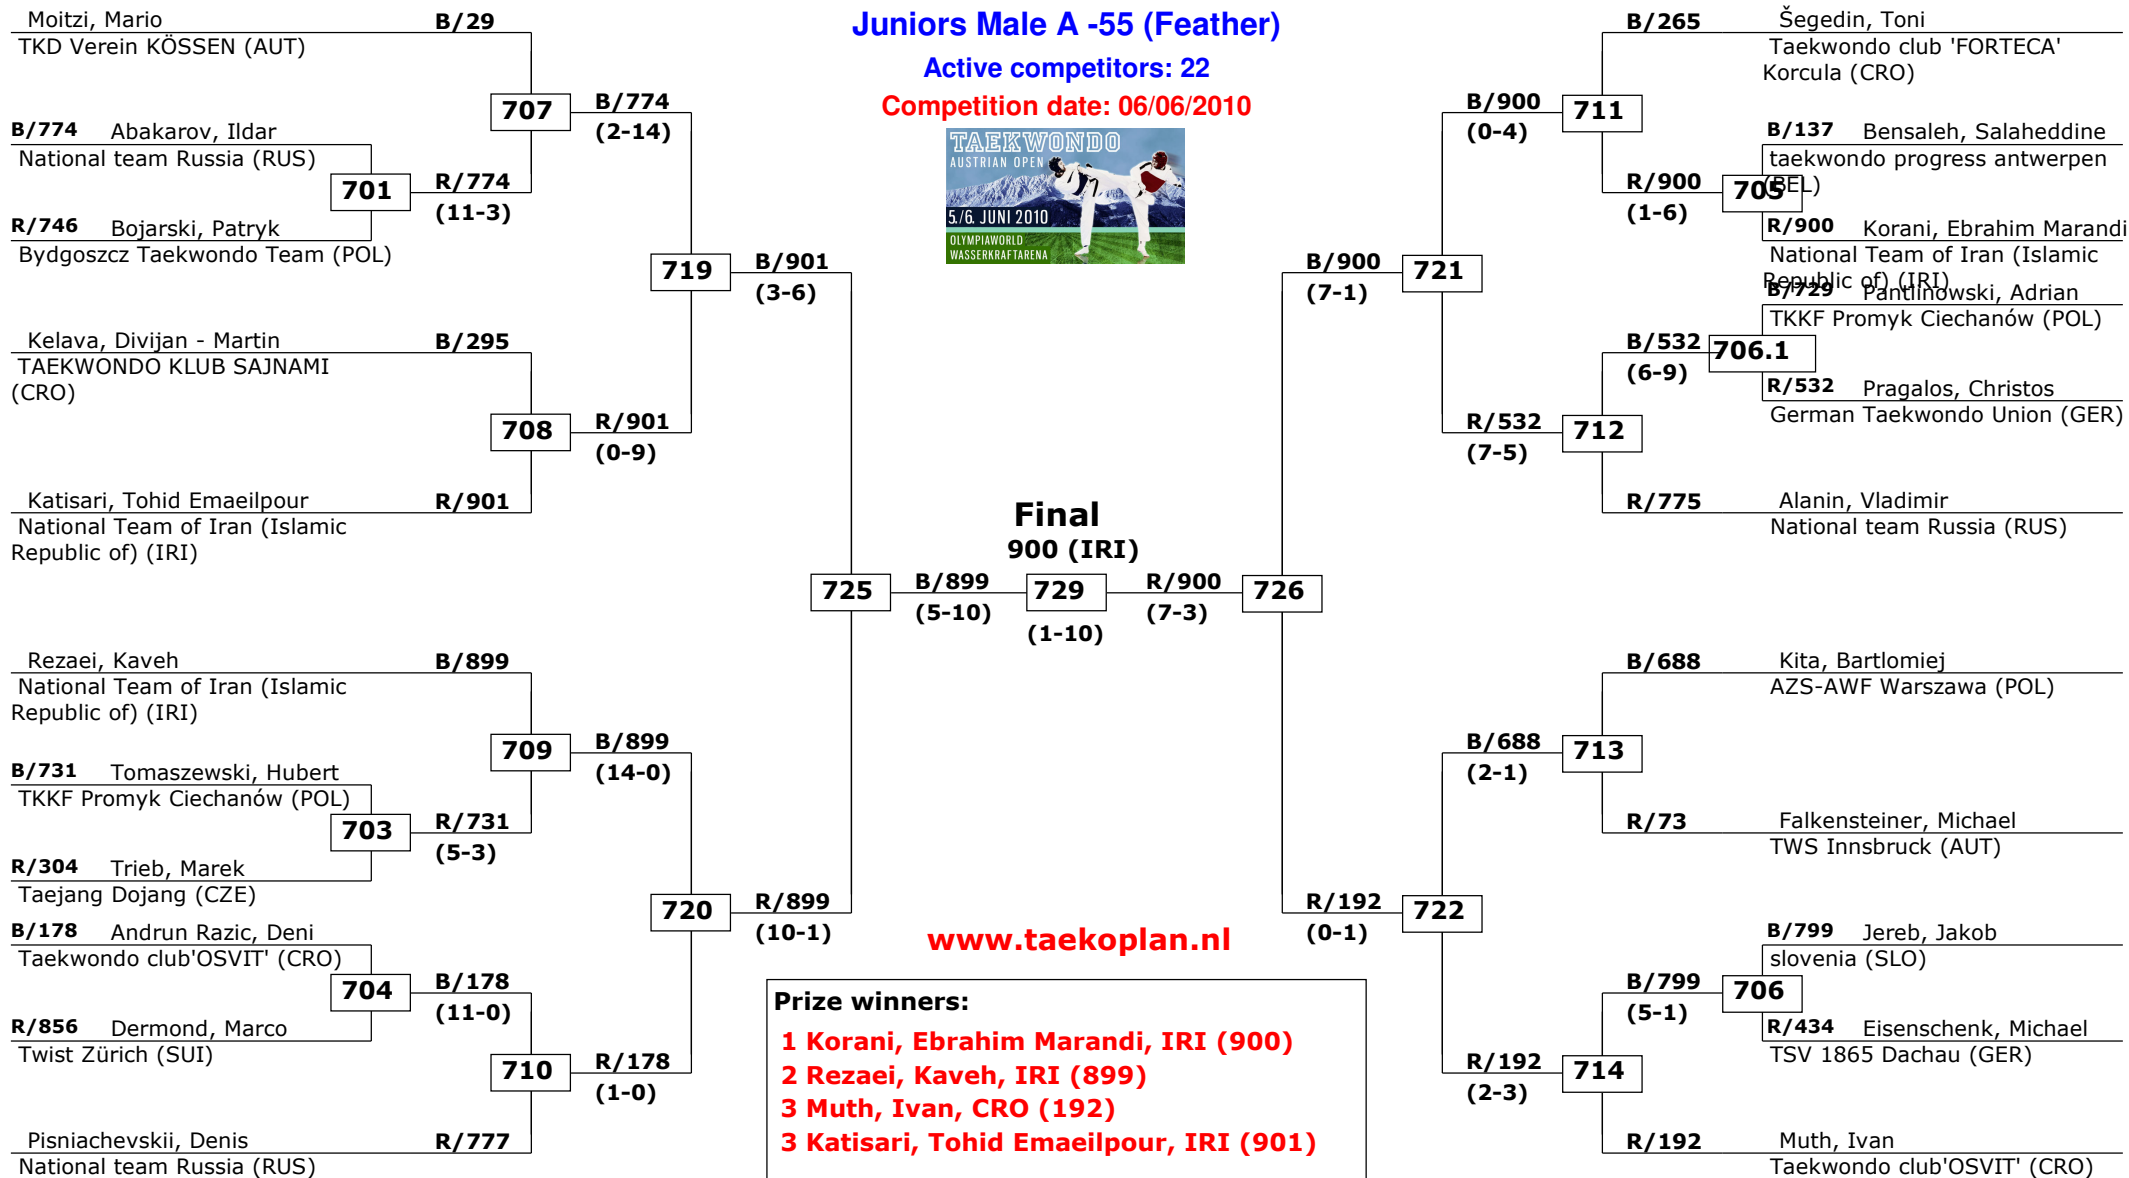 Juniors Male A -55 (Feather)
Active competitors: 22
Competition date: 06/06/2010
TAEKWONDO
AUSTRIAN OPEN
5./6. JUNI 2010
OLYMPIAWORLD
WASSERKRAFTARENA
Moitzi, Mario
B/29
TKD Verein KÖSSEN (AUT)
707
B/774
(2-14)
B/774 Abakarov, Ildar
National team Russia (RUS)
701
R/774
(11-3)
R/746 Bojarski, Patryk
Bydgoszcz Taekwondo Team (POL)
719
B/901
(3-6)
Kelava, Divijan - Martin
B/295
TAEKWONDO KLUB SAJNAMI
(CRO)
708
R/901
(0-9)
Katisari, Tohid Emaeilpour
R/901
National Team of Iran (Islamic
Republic of) (IRI)
725
B/899
(5-10)
Rezaei, Kaveh
B/899
National Team of Iran (Islamic
Republic of) (IRI)
709
B/899
(14-0)
B/731 Tomaszewski, Hubert
TKKF Promyk Ciechanów (POL)
703
R/731
(5-3)
R/304 Trieb, Marek
Taejang Dojang (CZE)
720
R/899
(10-1)
B/178 Andrun Razic, Deni
Taekwondo club'OSVIT' (CRO)
704
B/178
(11-0)
R/856 Dermond, Marco
Twist Zürich (SUI)
710
R/178
(1-0)
Pisniachevskii, Denis
R/777
National team Russia (RUS)
Final
900 (IRI)
729
(1-10)
R/900
(7-3)
726
B/265
Šegedin, Toni
Taekwondo club 'FORTECA'
Korcula (CRO)
B/900
(0-4)
711
B/137 Bensaleh, Salaheddine
taekwondo progress antwerpen
(BEL)
R/900
(1-6)
705
R/900 Korani, Ebrahim Marandi
National Team of Iran (Islamic
Republic of) (IRI)
B/900
(7-1)
721
B/729 Pantlinowski, Adrian
TKKF Promyk Ciechanów (POL)
B/532
(6-9)
706.1
R/532 Pragalos, Christos
German Taekwondo Union (GER)
R/532
(7-5)
712
R/775
Alanin, Vladimir
National team Russia (RUS)
B/688
Kita, Bartlomiej
AZS-AWF Warszawa (POL)
B/688
(2-1)
713
R/73
Falkensteiner, Michael
TWS Innsbruck (AUT)
R/192
(0-1)
722
B/799 Jereb, Jakob
slovenia (SLO)
B/799
(5-1)
706
R/434 Eisenschenk, Michael
TSV 1865 Dachau (GER)
R/192
(2-3)
714
R/192
Muth, Ivan
Taekwondo club'OSVIT' (CRO)
www.taekoplan.nl
Prize winners:
1 Korani, Ebrahim Marandi, IRI (900)
2 Rezaei, Kaveh, IRI (899)
3 Muth, Ivan, CRO (192)
3 Katisari, Tohid Emaeilpour, IRI (901)